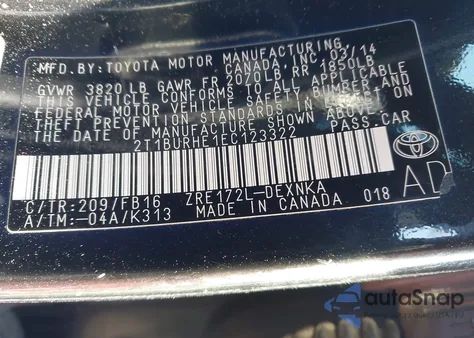 MFD.BY:TOYOTA MOTOR MANUFACTURING
CANADA, INC. 03/14
GVWR 3820 LB GAWR FR 2070LB RR 1850LB
THIS VEHICLE CONFORMS TO ALL APPLICABLE
FEDERAL MOTOR VEHICLE SAFETY, BUMPER, AND
THEFT PREVENTION STANDARDS IN EFFECT ON
THE DATE OF MANUFACTURE SHOWN ABOVE.
2T1BURHE1EC123322 PASS.CAR
C/TR:209/FB16 ZRE172L-DEXNKA
A/TM:-04A/K313 MADE IN CANADA 018
AD
TOYOTA
autoSnap